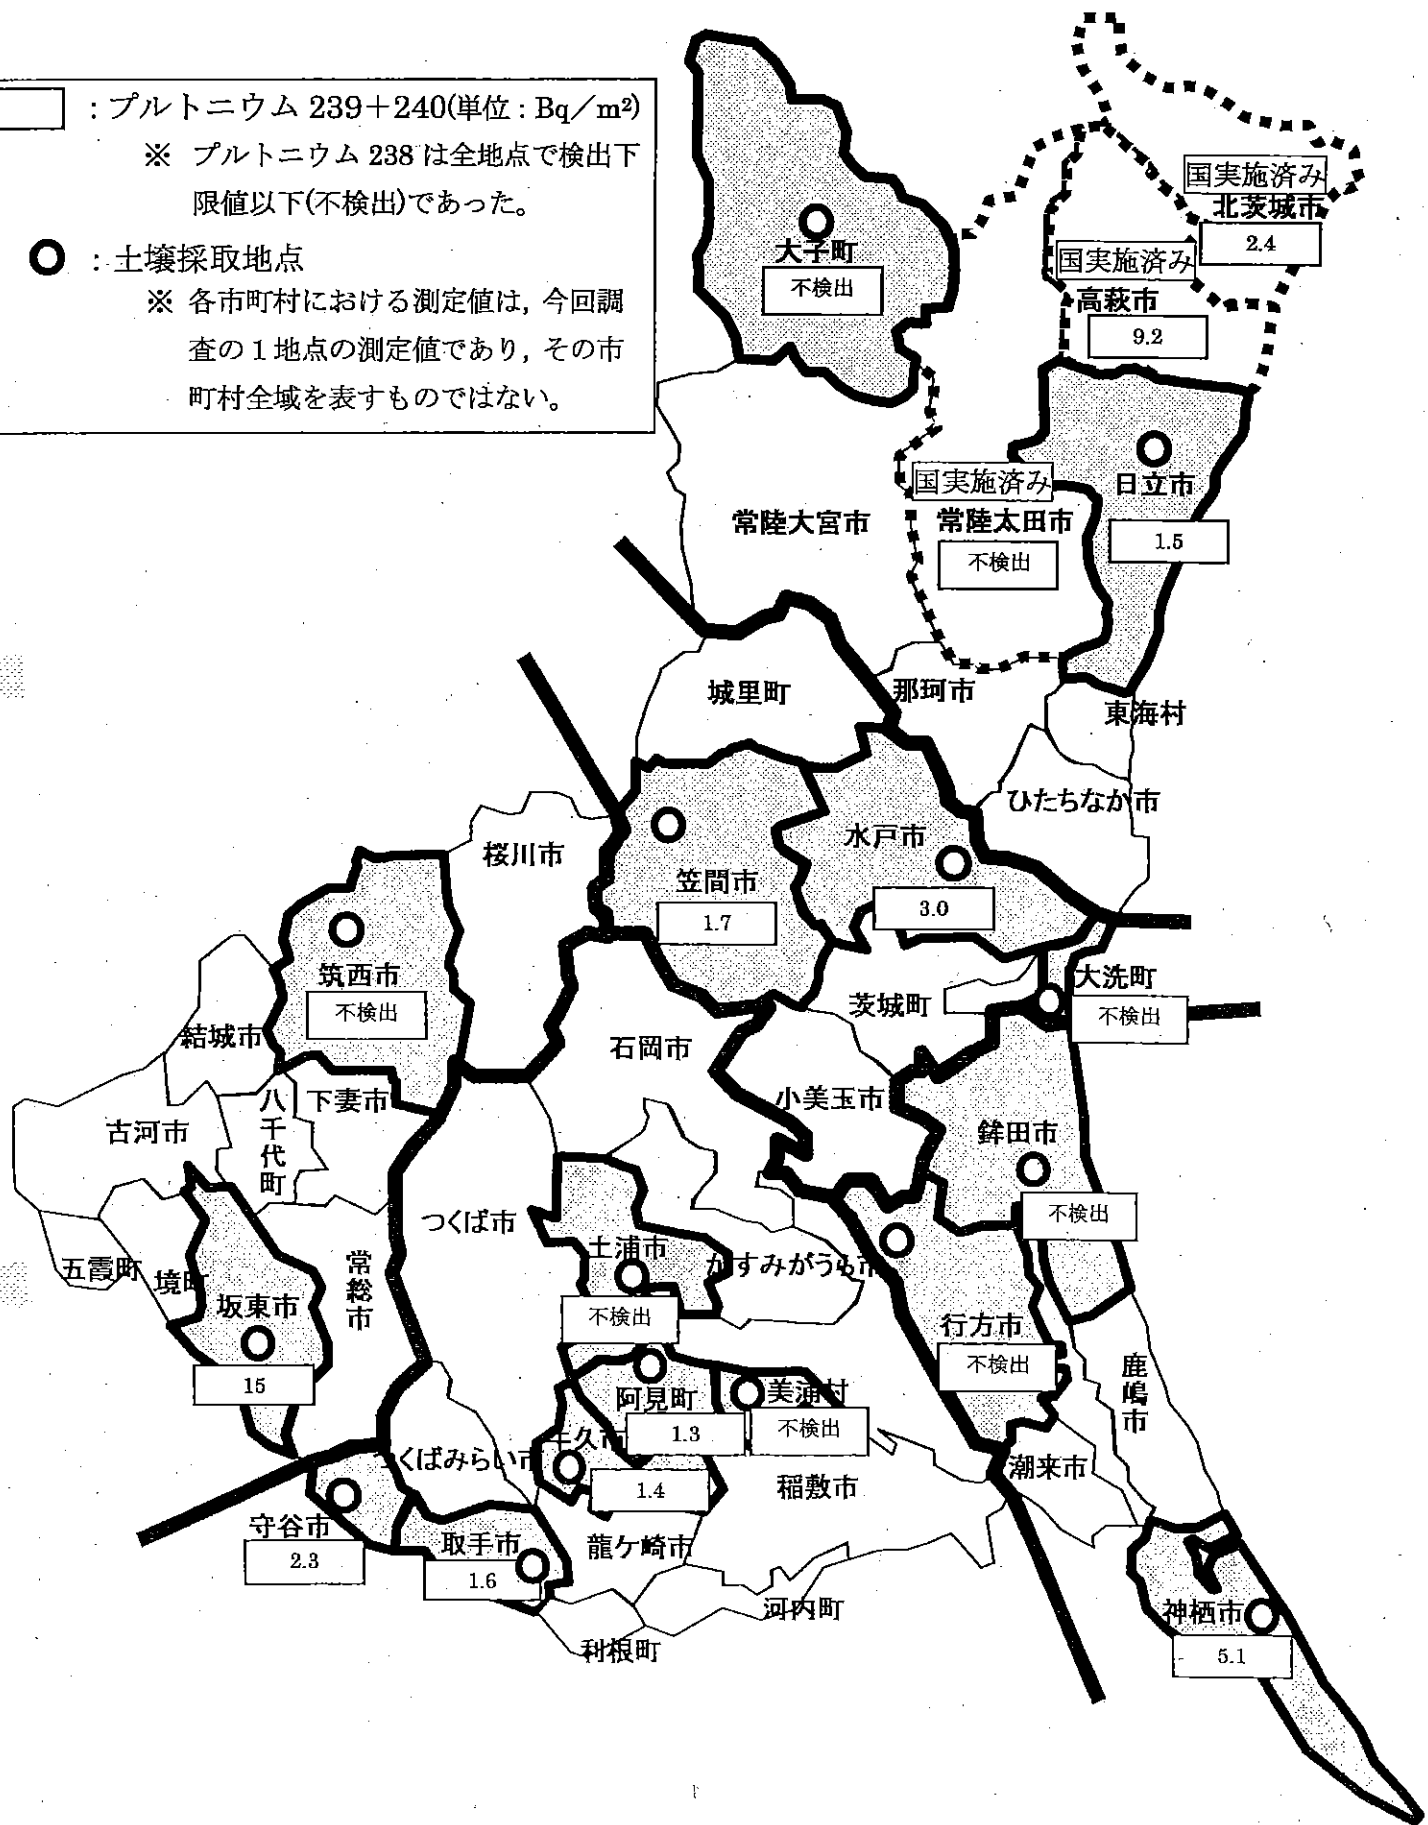 ：プルトニウム 239＋240(単位：Bq／m²)
※ プルトニウム 238 は全地点で検出下
限値以下(不検出)であった。
：土壌採取地点
※ 各市町村における測定値は，今回調
査の１地点の測定値であり，その市
町村全域を表すものではない。
国実施済み
北茨城市
2.4
大子町
不検出
国実施済み
高萩市
9.2
国実施済み
常陸太田市
不検出
日立市
1.5
常陸大宮市
城里町
那珂市
東海村
ひたちなか市
桜川市
笠間市
1.7
水戸市
3.0
筑西市
不検出
大洗町
不検出
茨城町
結城市
石岡市
小美玉市
下妻市
八千代町
古河市
鉾田市
不検出
つくば市
土浦市
不検出
かすみがうら市
五霞町
境町
坂東市
15
常総市
行方市
不検出
鹿嶋市
阿見町
1.3
美浦村
不検出
牛久市
1.4
つくばみらい市
稲敷市
潮来市
守谷市
2.3
取手市
1.6
龍ケ崎市
河内町
利根町
神栖市
5.1